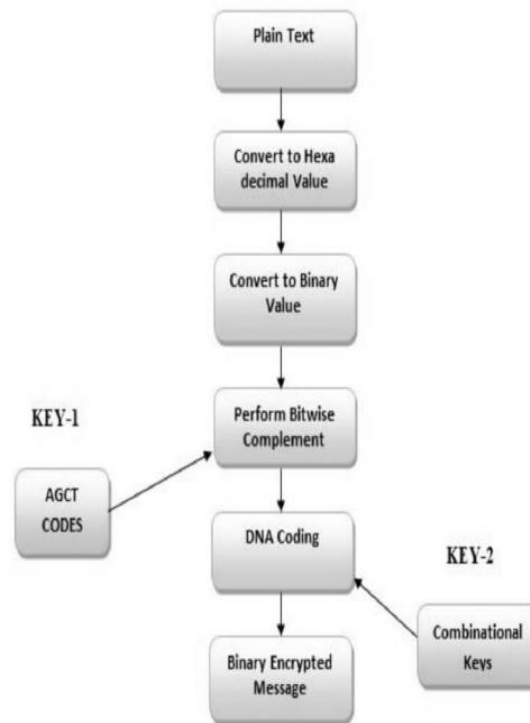 Plain Text
Convert to Hexa
decimal Value
Convert to Binary
Value
KEY-1
Perform Bitwise
Complement
AGCT
CODES
DNA Coding
KEY-2
Combinational
Keys
Binary Encrypted
Message